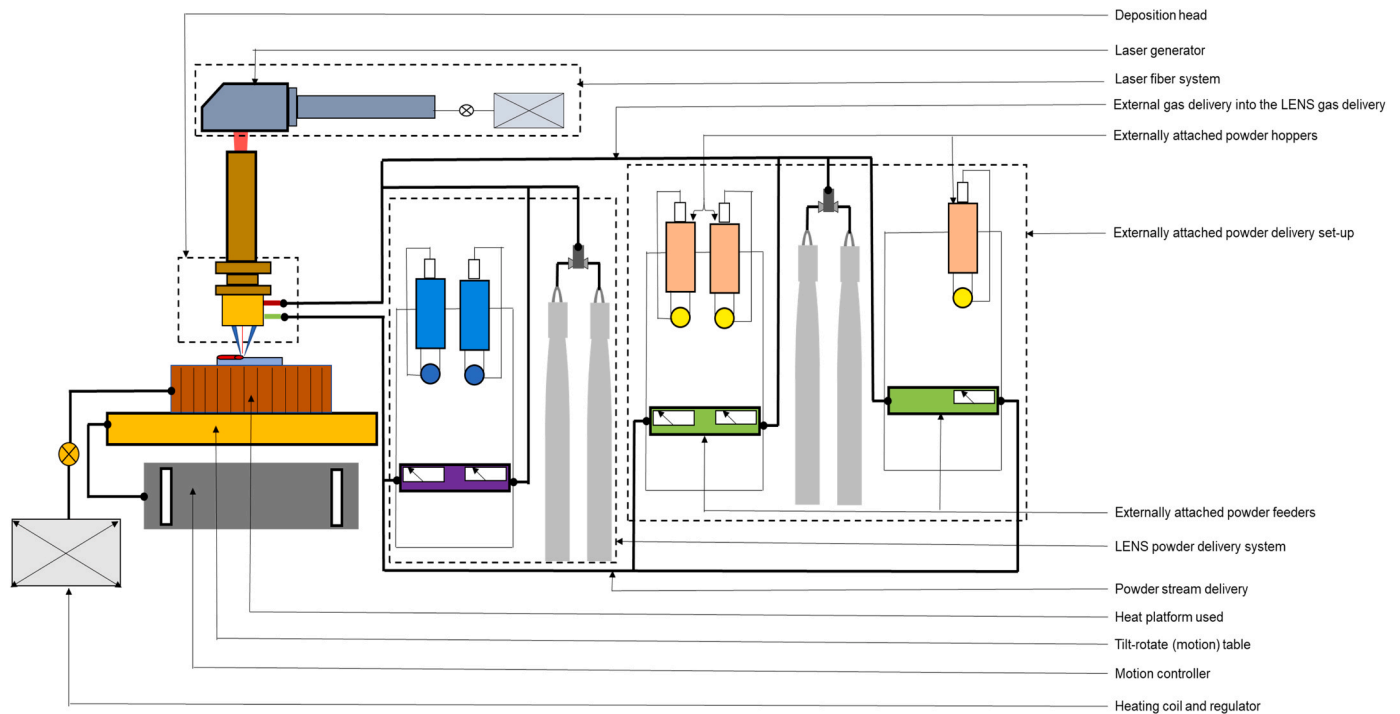 Deposition head
Laser generator
Laser fiber system
External gas delivery into the LENS gas delivery
Externally attached powder hoppers
Externally attached powder delivery set-up
Externally attached powder feeders
LENS powder delivery system
Powder stream delivery
Heat platform used
Tilt-rotate (motion) table
Motion controller
Heating coil and regulator